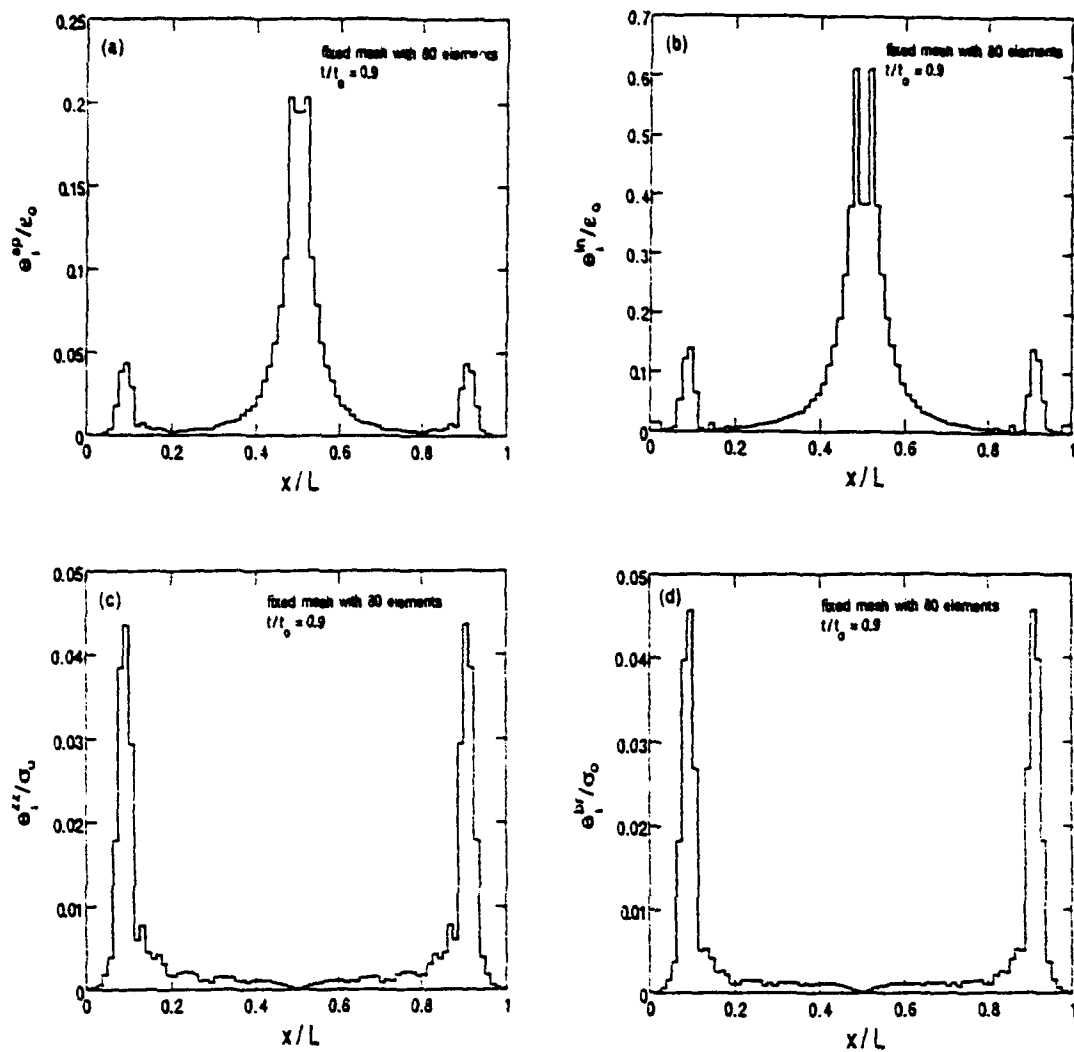 (a)
fixed mesh with 80 elements
t/t₀ = 0.9
0.25
0.2
0.15
0.1
0.05
0
Θᵢᵉᵖ/ε₀
0 0.2 0.4 0.6 0.8 1
x/L
(b)
fixed mesh with 80 elements
t/t₀ = 0.9
0.7
0.6
0.5
0.4
0.3
0.2
0.1
0
Θᵢⁱⁿ/ε₀
0 0.2 0.4 0.6 0.8 1
x/L
(c)
fixed mesh with 80 elements
t/t₀ = 0.9
0.05
0.04
0.03
0.02
0.01
0
0 0.2 0.4 0.6 0.8 1
x/L
(d)
fixed mesh with 80 elements
t/t₀ = 0.9
0.05
0.04
0.03
0.02
0.01
0
0 0.2 0.4 0.6 0.8 1
x/L